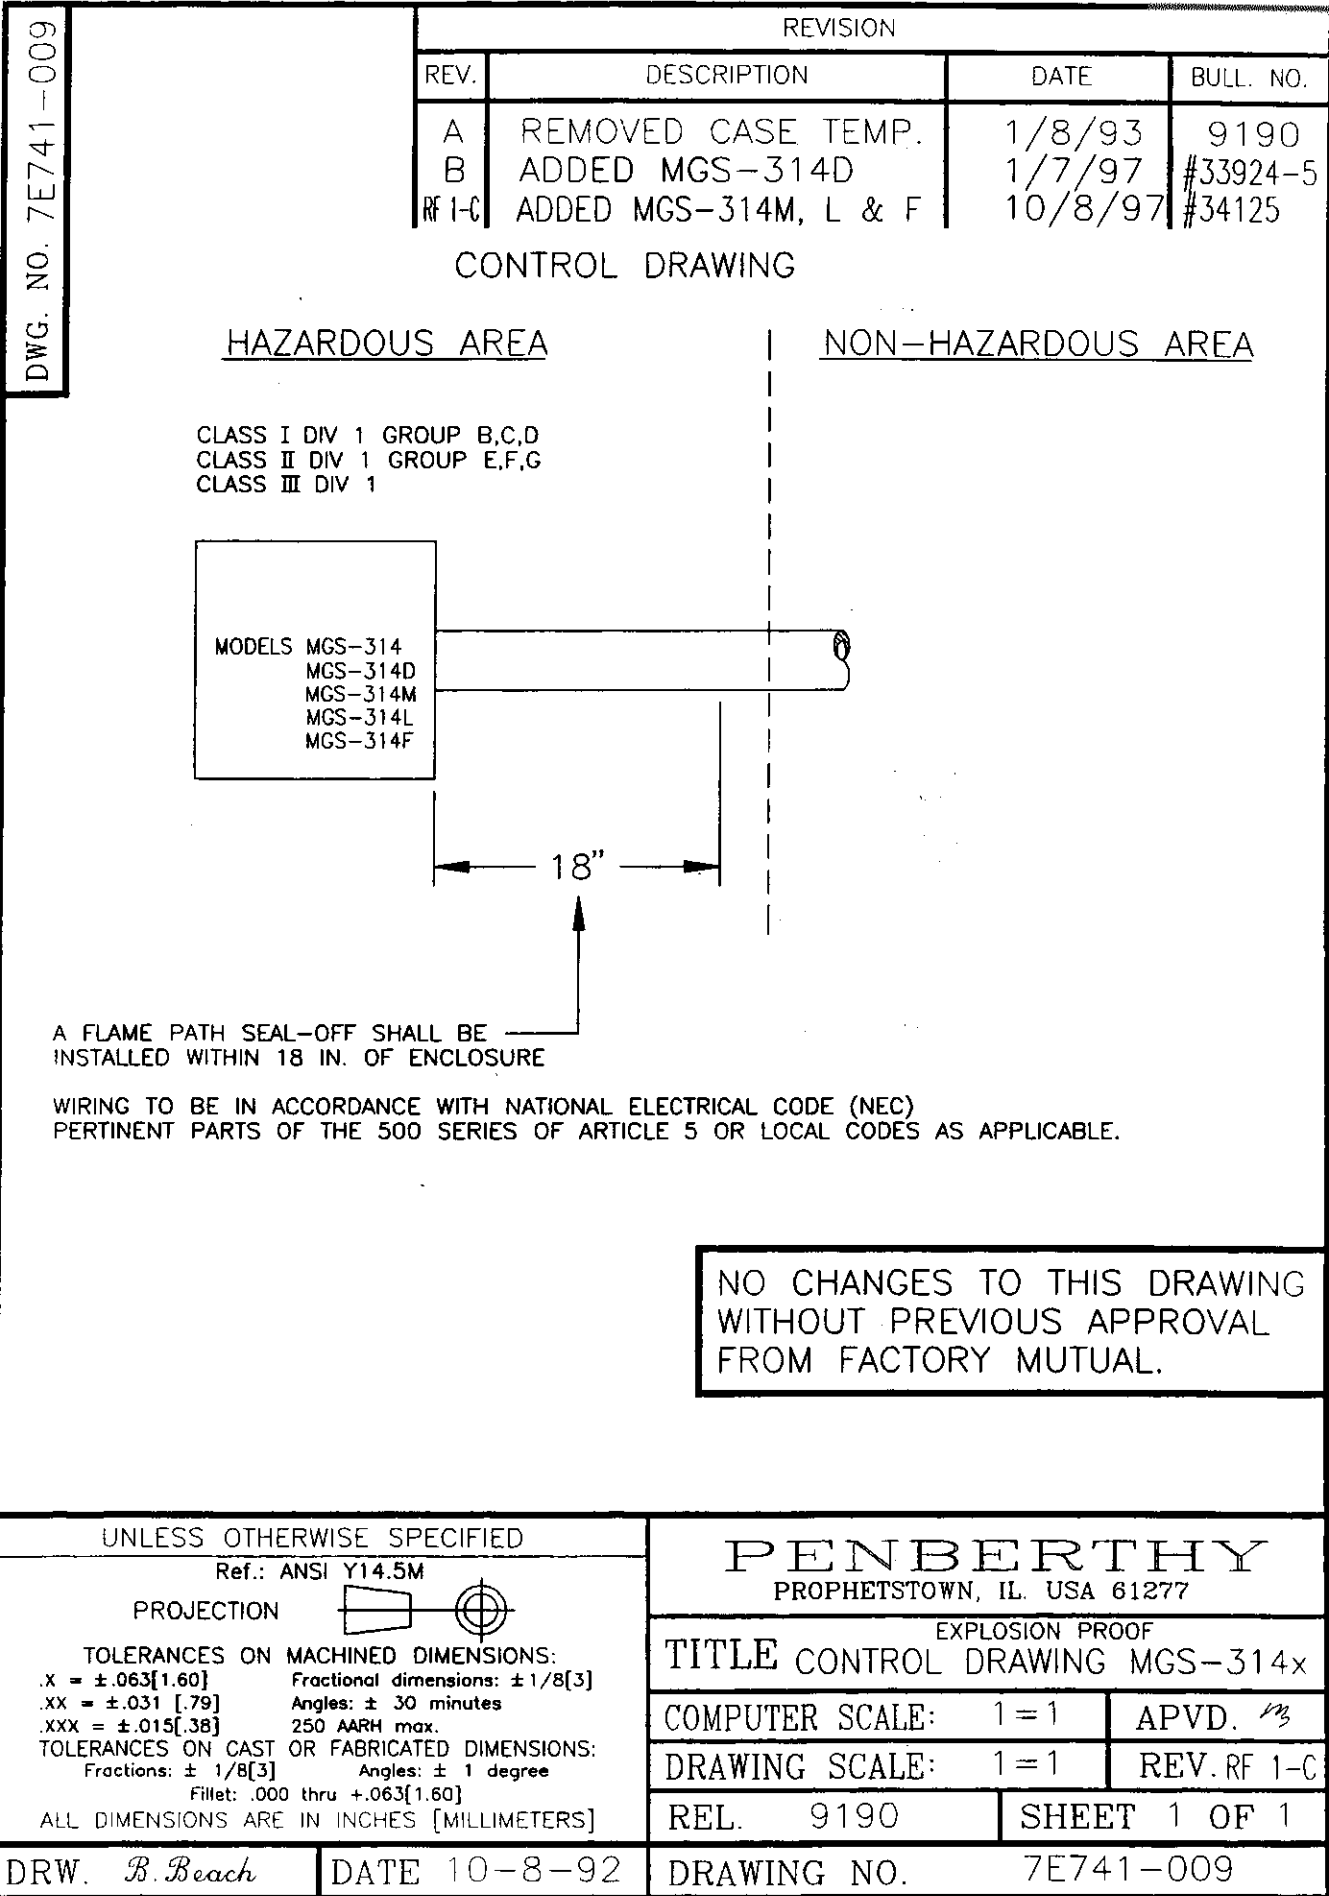 DWG. NO. 7E741-009
REVISION
REV. DESCRIPTION DATE BULL. NO.
A REMOVED CASE TEMP. 1/8/93 9190
B ADDED MGS-314D 1/7/97 #33924-5
RF 1-C ADDED MGS-314M, L & F 10/8/97 #34125
CONTROL DRAWING
HAZARDOUS AREA
NON-HAZARDOUS AREA
CLASS I DIV 1 GROUP B,C,D
CLASS II DIV 1 GROUP E,F,G
CLASS III DIV 1
MODELS MGS-314
MGS-314D
MGS-314M
MGS-314L
MGS-314F
18"
A FLAME PATH SEAL-OFF SHALL BE
INSTALLED WITHIN 18 IN. OF ENCLOSURE
WIRING TO BE IN ACCORDANCE WITH NATIONAL ELECTRICAL CODE (NEC)
PERTINENT PARTS OF THE 500 SERIES OF ARTICLE 5 OR LOCAL CODES AS APPLICABLE.
NO CHANGES TO THIS DRAWING
WITHOUT PREVIOUS APPROVAL
FROM FACTORY MUTUAL.
UNLESS OTHERWISE SPECIFIED
Ref.: ANSI Y14.5M
PROJECTION
TOLERANCES ON MACHINED DIMENSIONS:
.X = ±.063[1.60] Fractional dimensions: ±1/8[3]
.XX = ±.031 [.79] Angles: ± 30 minutes
.XXX = ±.015[.38] 250 AARH max.
TOLERANCES ON CAST OR FABRICATED DIMENSIONS:
Fractions: ± 1/8[3] Angles: ± 1 degree
Fillet: .000 thru +.063[1.60]
ALL DIMENSIONS ARE IN INCHES [MILLIMETERS]
DRW. B. Beach DATE 10-8-92
PENBERTHY
PROPHETSTOWN, IL. USA 61277
EXPLOSION PROOF
TITLE CONTROL DRAWING MGS-314x
COMPUTER SCALE: 1=1 APVD.
DRAWING SCALE: 1=1 REV. RF 1-C
REL. 9190 SHEET 1 OF 1
DRAWING NO. 7E741-009